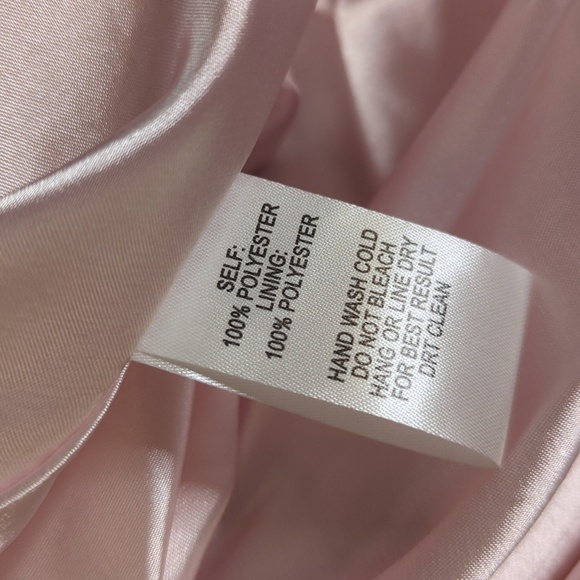 SELF:
100% POLYESTER
LINING:
100% POLYESTER
HAND WASH COLD
DO NOT BLEACH
HANG OR LINE DRY
FOR BEST RESULT
DRT CLEAN